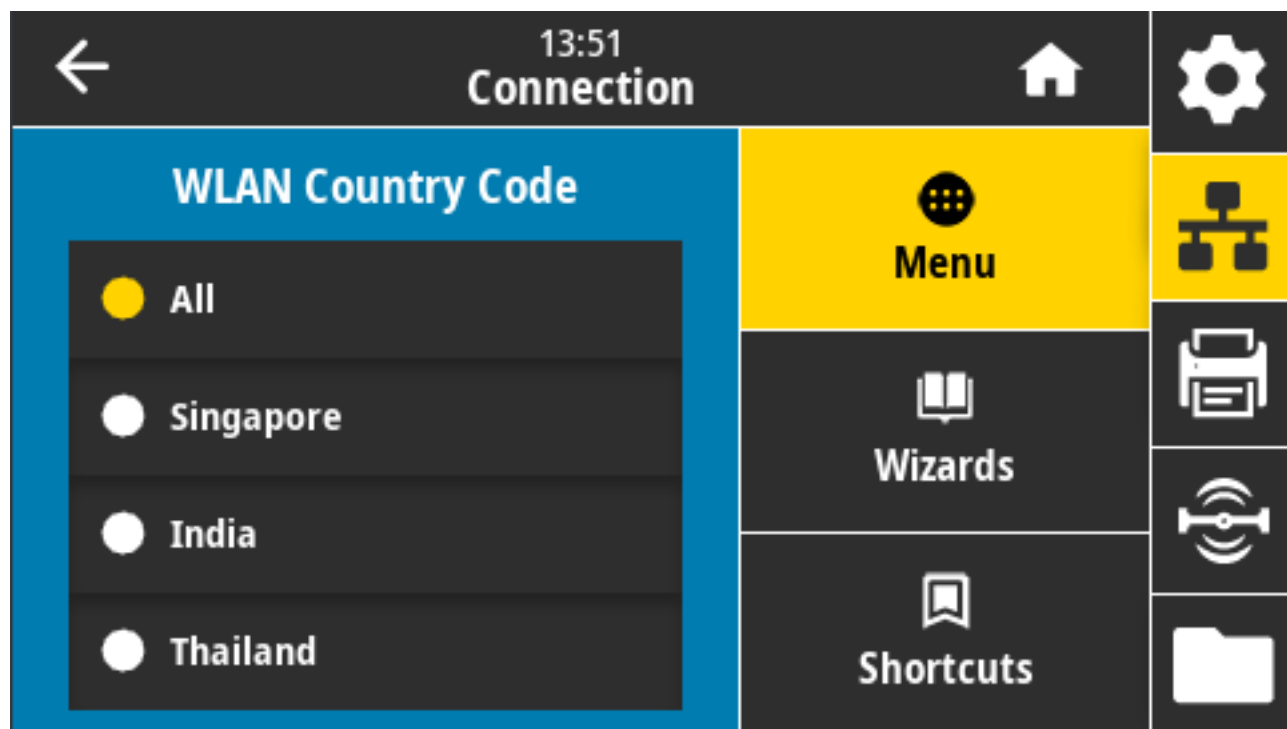 13:51
Connection
WLAN Country Code
All
Singapore
India
Thailand
Menu
Wizards
Shortcuts